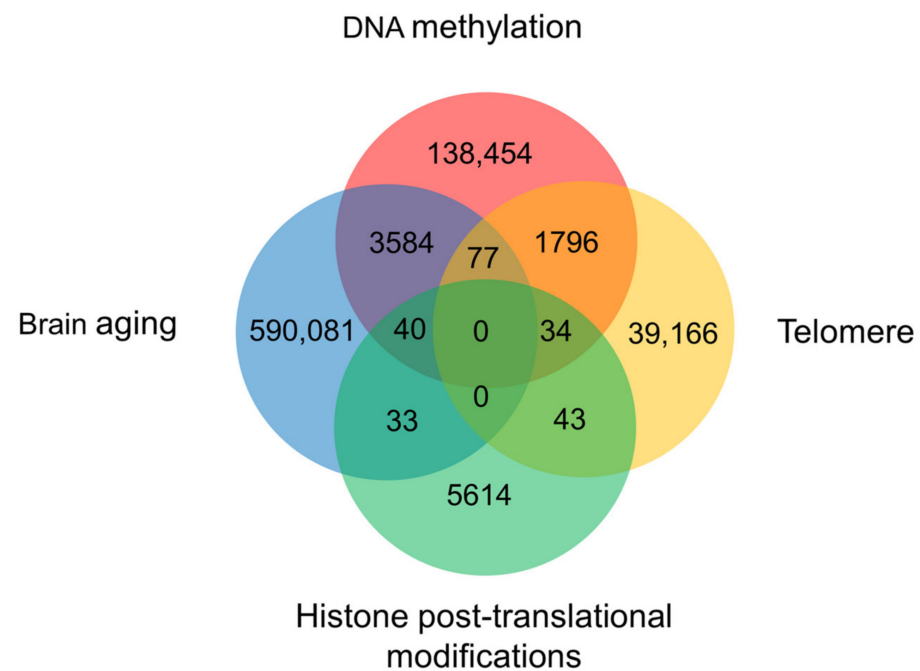 DNA methylation
138,454
3584
77
1796
Brain aging
590,081
40
0
34
39,166
Telomere
0
33
43
5614
Histone post-translational
modifications